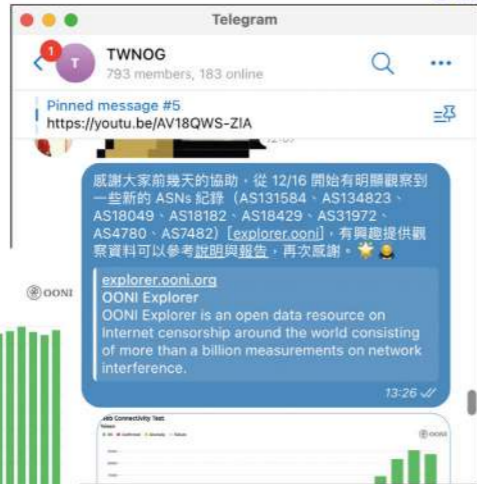 Telegram
1
T
TWNOG
793 members, 183 online
Pinned message #5
https://youtu.be/AV18QWS-ZIA
感謝大家前幾天的協助,從 12/16 開始有明顯觀察到
一些新的 ASNs 紀錄(AS131584、AS134823、
AS18049、AS18182、AS18429、AS31972、
AS4780、AS7482)[explorer.ooni],有興趣提供觀
察資料可以參考說明與報告,再次感謝。
explorer.ooni.org
OONI Explorer
OONI Explorer is an open data resource on
Internet censorship around the world consisting
of more than a billion measurements on network
interference.
13:26
OONI
Web Connectivity Test
OONI